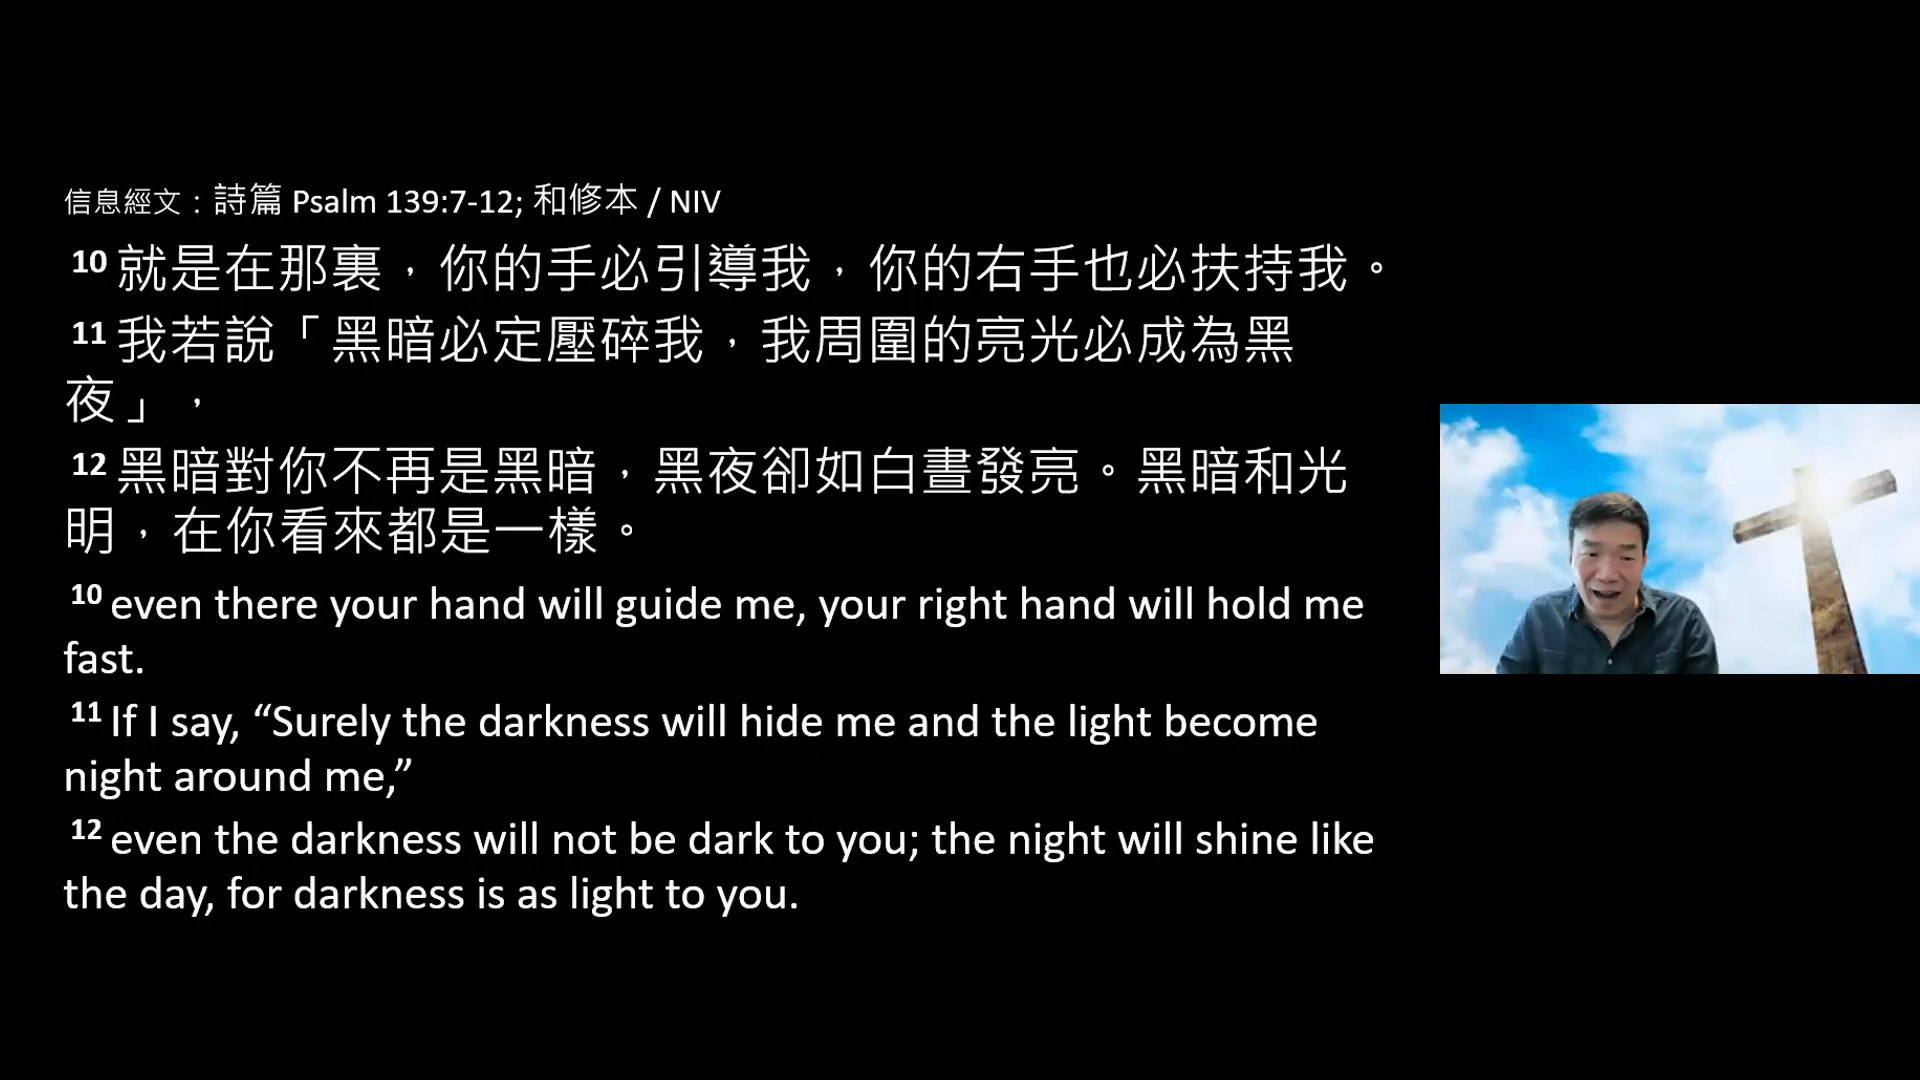 信息經文：詩篇 Psalm 139:7-12; 和修本 / NIV
10 就是在那裏，你的手必引導我，你的右手也必扶持我。
11 我若說「黑暗必定壓碎我，我周圍的亮光必成為黑
夜」，
12 黑暗對你不再是黑暗，黑夜卻如白晝發亮。黑暗和光
明，在你看來都是一樣。
10 even there your hand will guide me, your right hand will hold me
fast.
11 If I say, “Surely the darkness will hide me and the light become
night around me,”
12 even the darkness will not be dark to you; the night will shine like
the day, for darkness is as light to you.